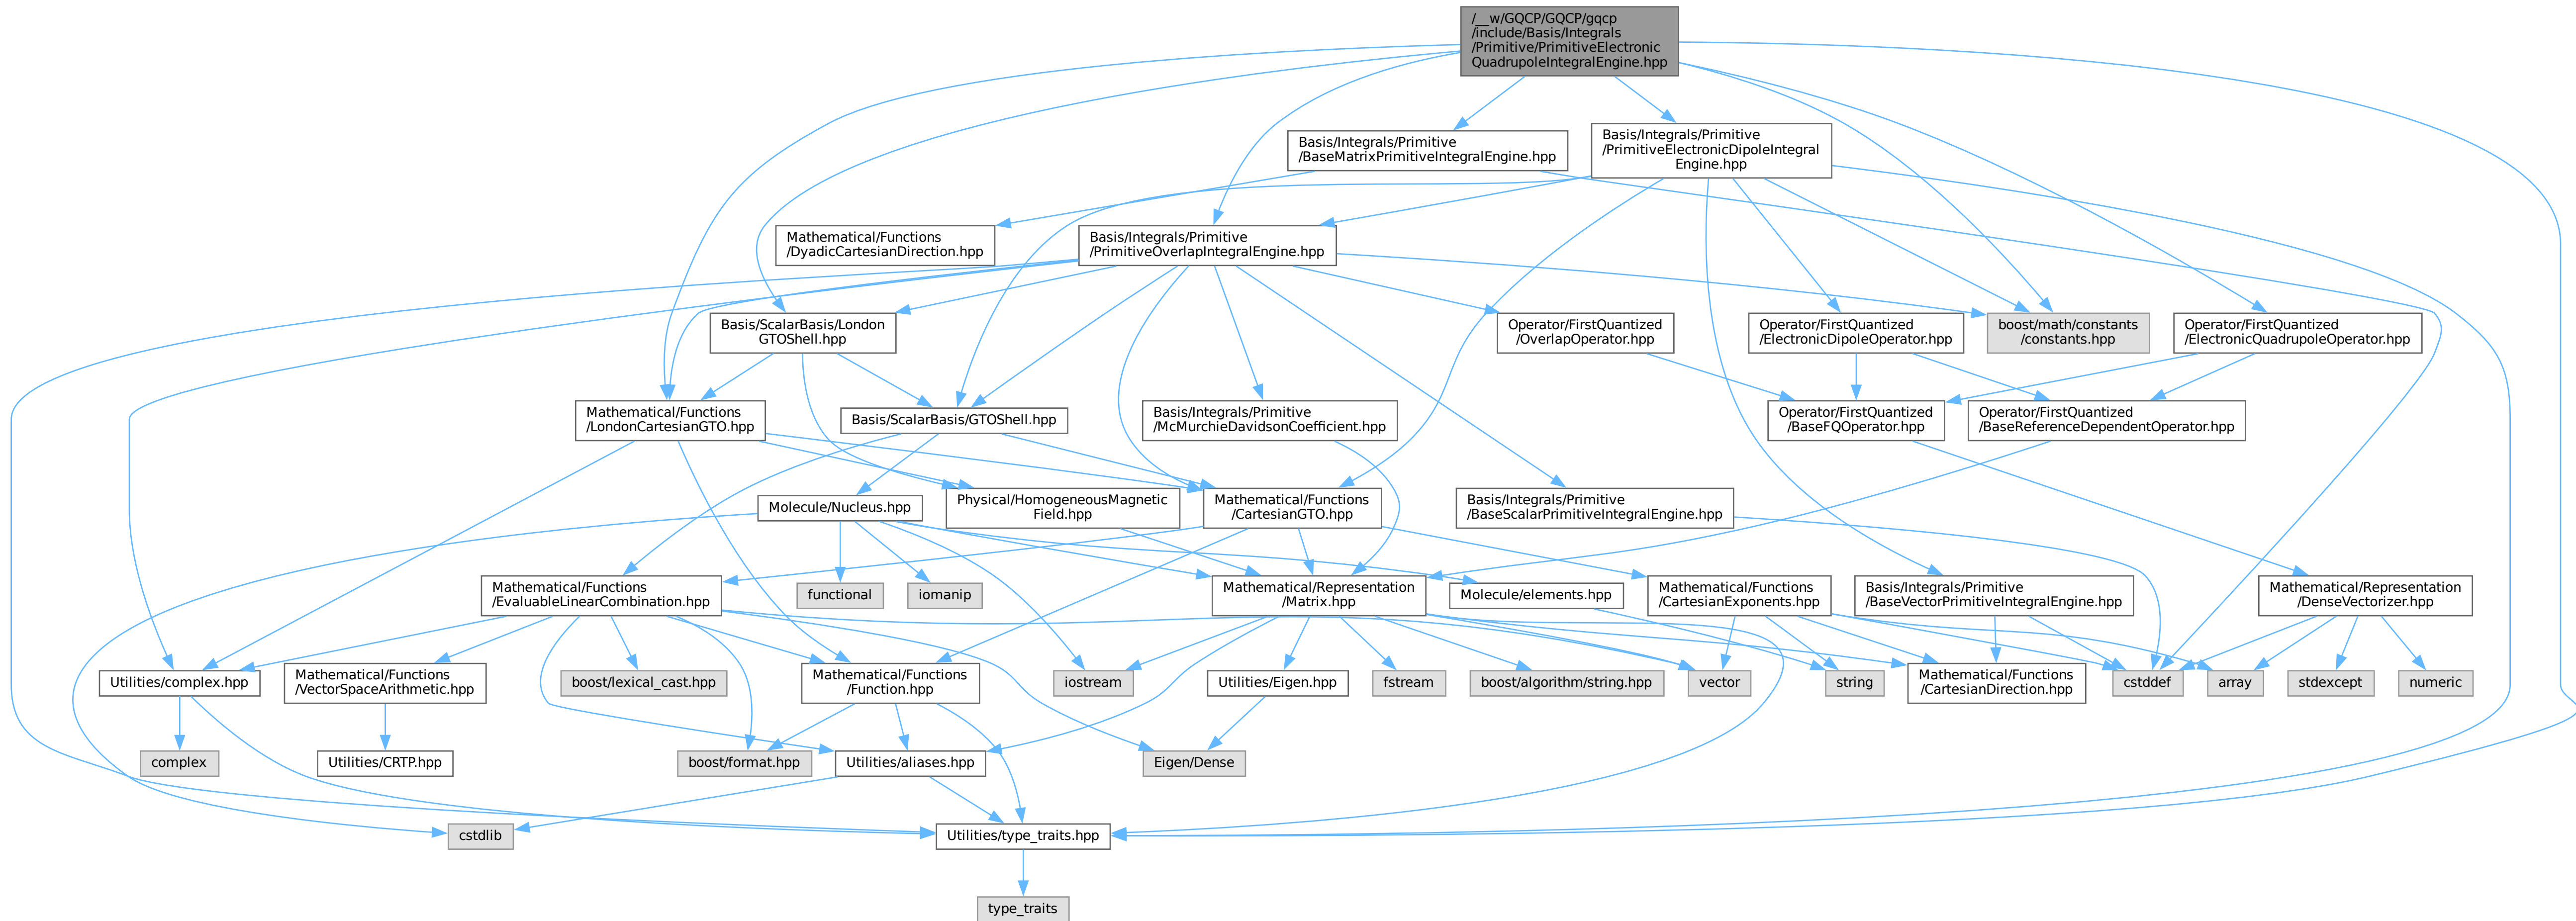 /__w/GQCP/GQCP/gqcp
/include/Basis/Integrals
/Primitive/PrimitiveElectronic
QuadrupoleIntegralEngine.hpp
Basis/Integrals/Primitive
/BaseMatrixPrimitiveIntegralEngine.hpp
Basis/Integrals/Primitive
/PrimitiveElectronicDipoleIntegral
Engine.hpp
Mathematical/Functions
/DyadicCartesianDirection.hpp
Basis/Integrals/Primitive
/PrimitiveOverlapIntegralEngine.hpp
Basis/ScalarBasis/London
GTOShell.hpp
Operator/FirstQuantized
/OverlapOperator.hpp
Operator/FirstQuantized
/ElectronicDipoleOperator.hpp
boost/math/constants
/constants.hpp
Operator/FirstQuantized
/ElectronicQuadrupoleOperator.hpp
Mathematical/Functions
/LondonCartesianGTO.hpp
Basis/ScalarBasis/GTOShell.hpp
Basis/Integrals/Primitive
/McMurchieDavidsonCoefficient.hpp
Operator/FirstQuantized
/BaseFQOperator.hpp
Operator/FirstQuantized
/BaseReferenceDependentOperator.hpp
Molecule/Nucleus.hpp
Physical/HomogeneousMagnetic
Field.hpp
Mathematical/Functions
/CartesianGTO.hpp
Basis/Integrals/Primitive
/BaseScalarPrimitiveIntegralEngine.hpp
Mathematical/Functions
/EvaluableLinearCombination.hpp
functional
iomanip
Mathematical/Representation
/Matrix.hpp
Molecule/elements.hpp
Mathematical/Functions
/CartesianExponents.hpp
Basis/Integrals/Primitive
/BaseVectorPrimitiveIntegralEngine.hpp
Mathematical/Representation
/DenseVectorizer.hpp
Utilities/complex.hpp
Mathematical/Functions
/VectorSpaceArithmetic.hpp
boost/lexical_cast.hpp
Mathematical/Functions
/Function.hpp
iostream
Utilities/Eigen.hpp
fstream
boost/algorithm/string.hpp
vector
string
Mathematical/Functions
/CartesianDirection.hpp
cstddef
array
stdexcept
numeric
complex
Utilities/CRTP.hpp
boost/format.hpp
Utilities/aliases.hpp
Eigen/Dense
cstdlib
Utilities/type_traits.hpp
type_traits